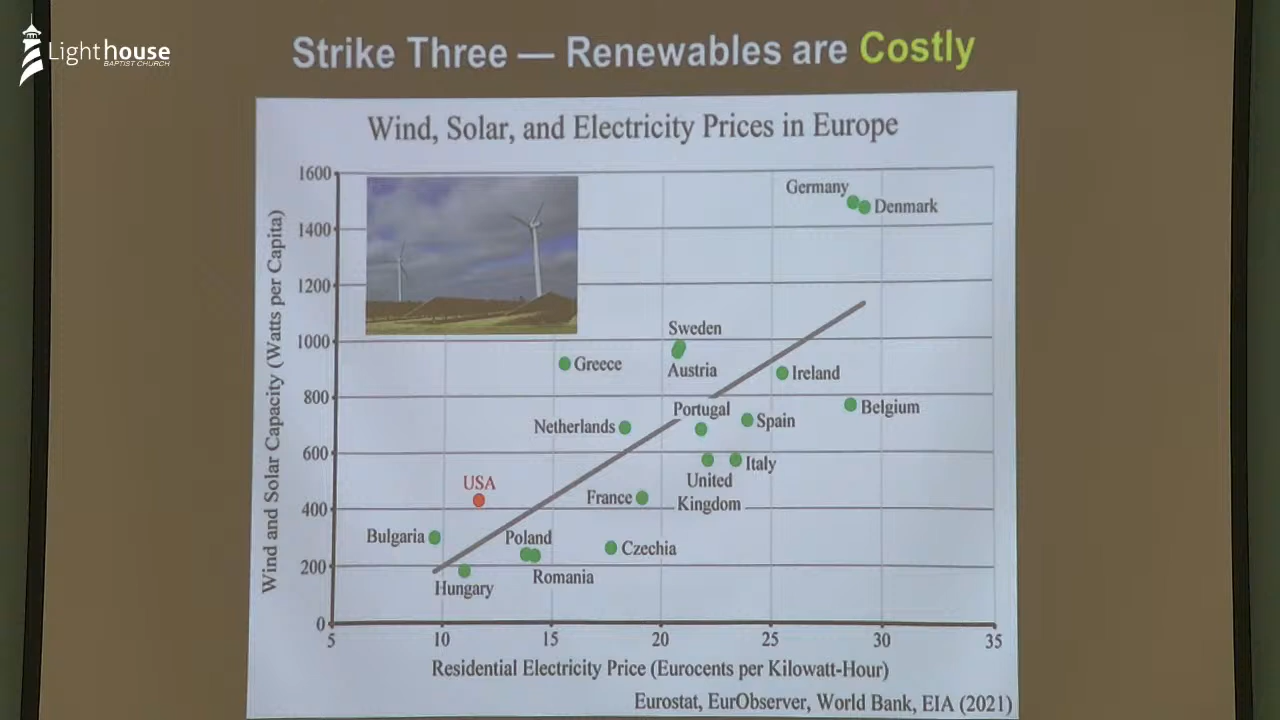 Lighthouse
BAPTIST CHURCH
Strike Three — Renewables are Costly
Wind, Solar, and Electricity Prices in Europe
Wind and Solar Capacity (Watts per Capita)
1600
1400
1200
1000
800
600
400
200
0
Germany
Denmark
Sweden
Greece
Austria
Ireland
Portugal
Belgium
Netherlands
Spain
Italy
USA
United
Kingdom
France
Bulgaria
Poland
Czechia
Romania
Hungary
5 10 15 20 25 30 35
Residential Electricity Price (Eurocents per Kilowatt-Hour)
Eurostat, EurObserver, World Bank, EIA (2021)